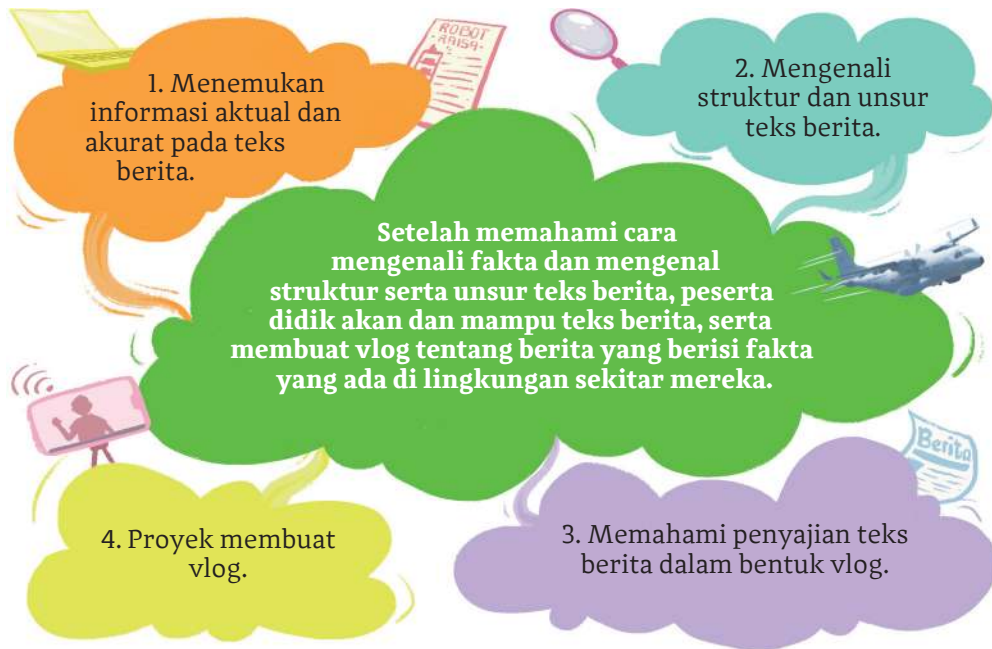 ROBOT
RAISA
1. Menemukan
informasi aktual dan
akurat pada teks
berita.
2. Mengenali
struktur dan unsur
teks berita.
Setelah memahami cara
mengenali fakta dan mengenal
struktur serta unsur teks berita, peserta
didik akan dan mampu teks berita, serta
membuat vlog tentang berita yang berisi fakta
yang ada di lingkungan sekitar mereka.
Berita
3. Memahami penyajian teks
berita dalam bentuk vlog.
4. Proyek membuat
vlog.